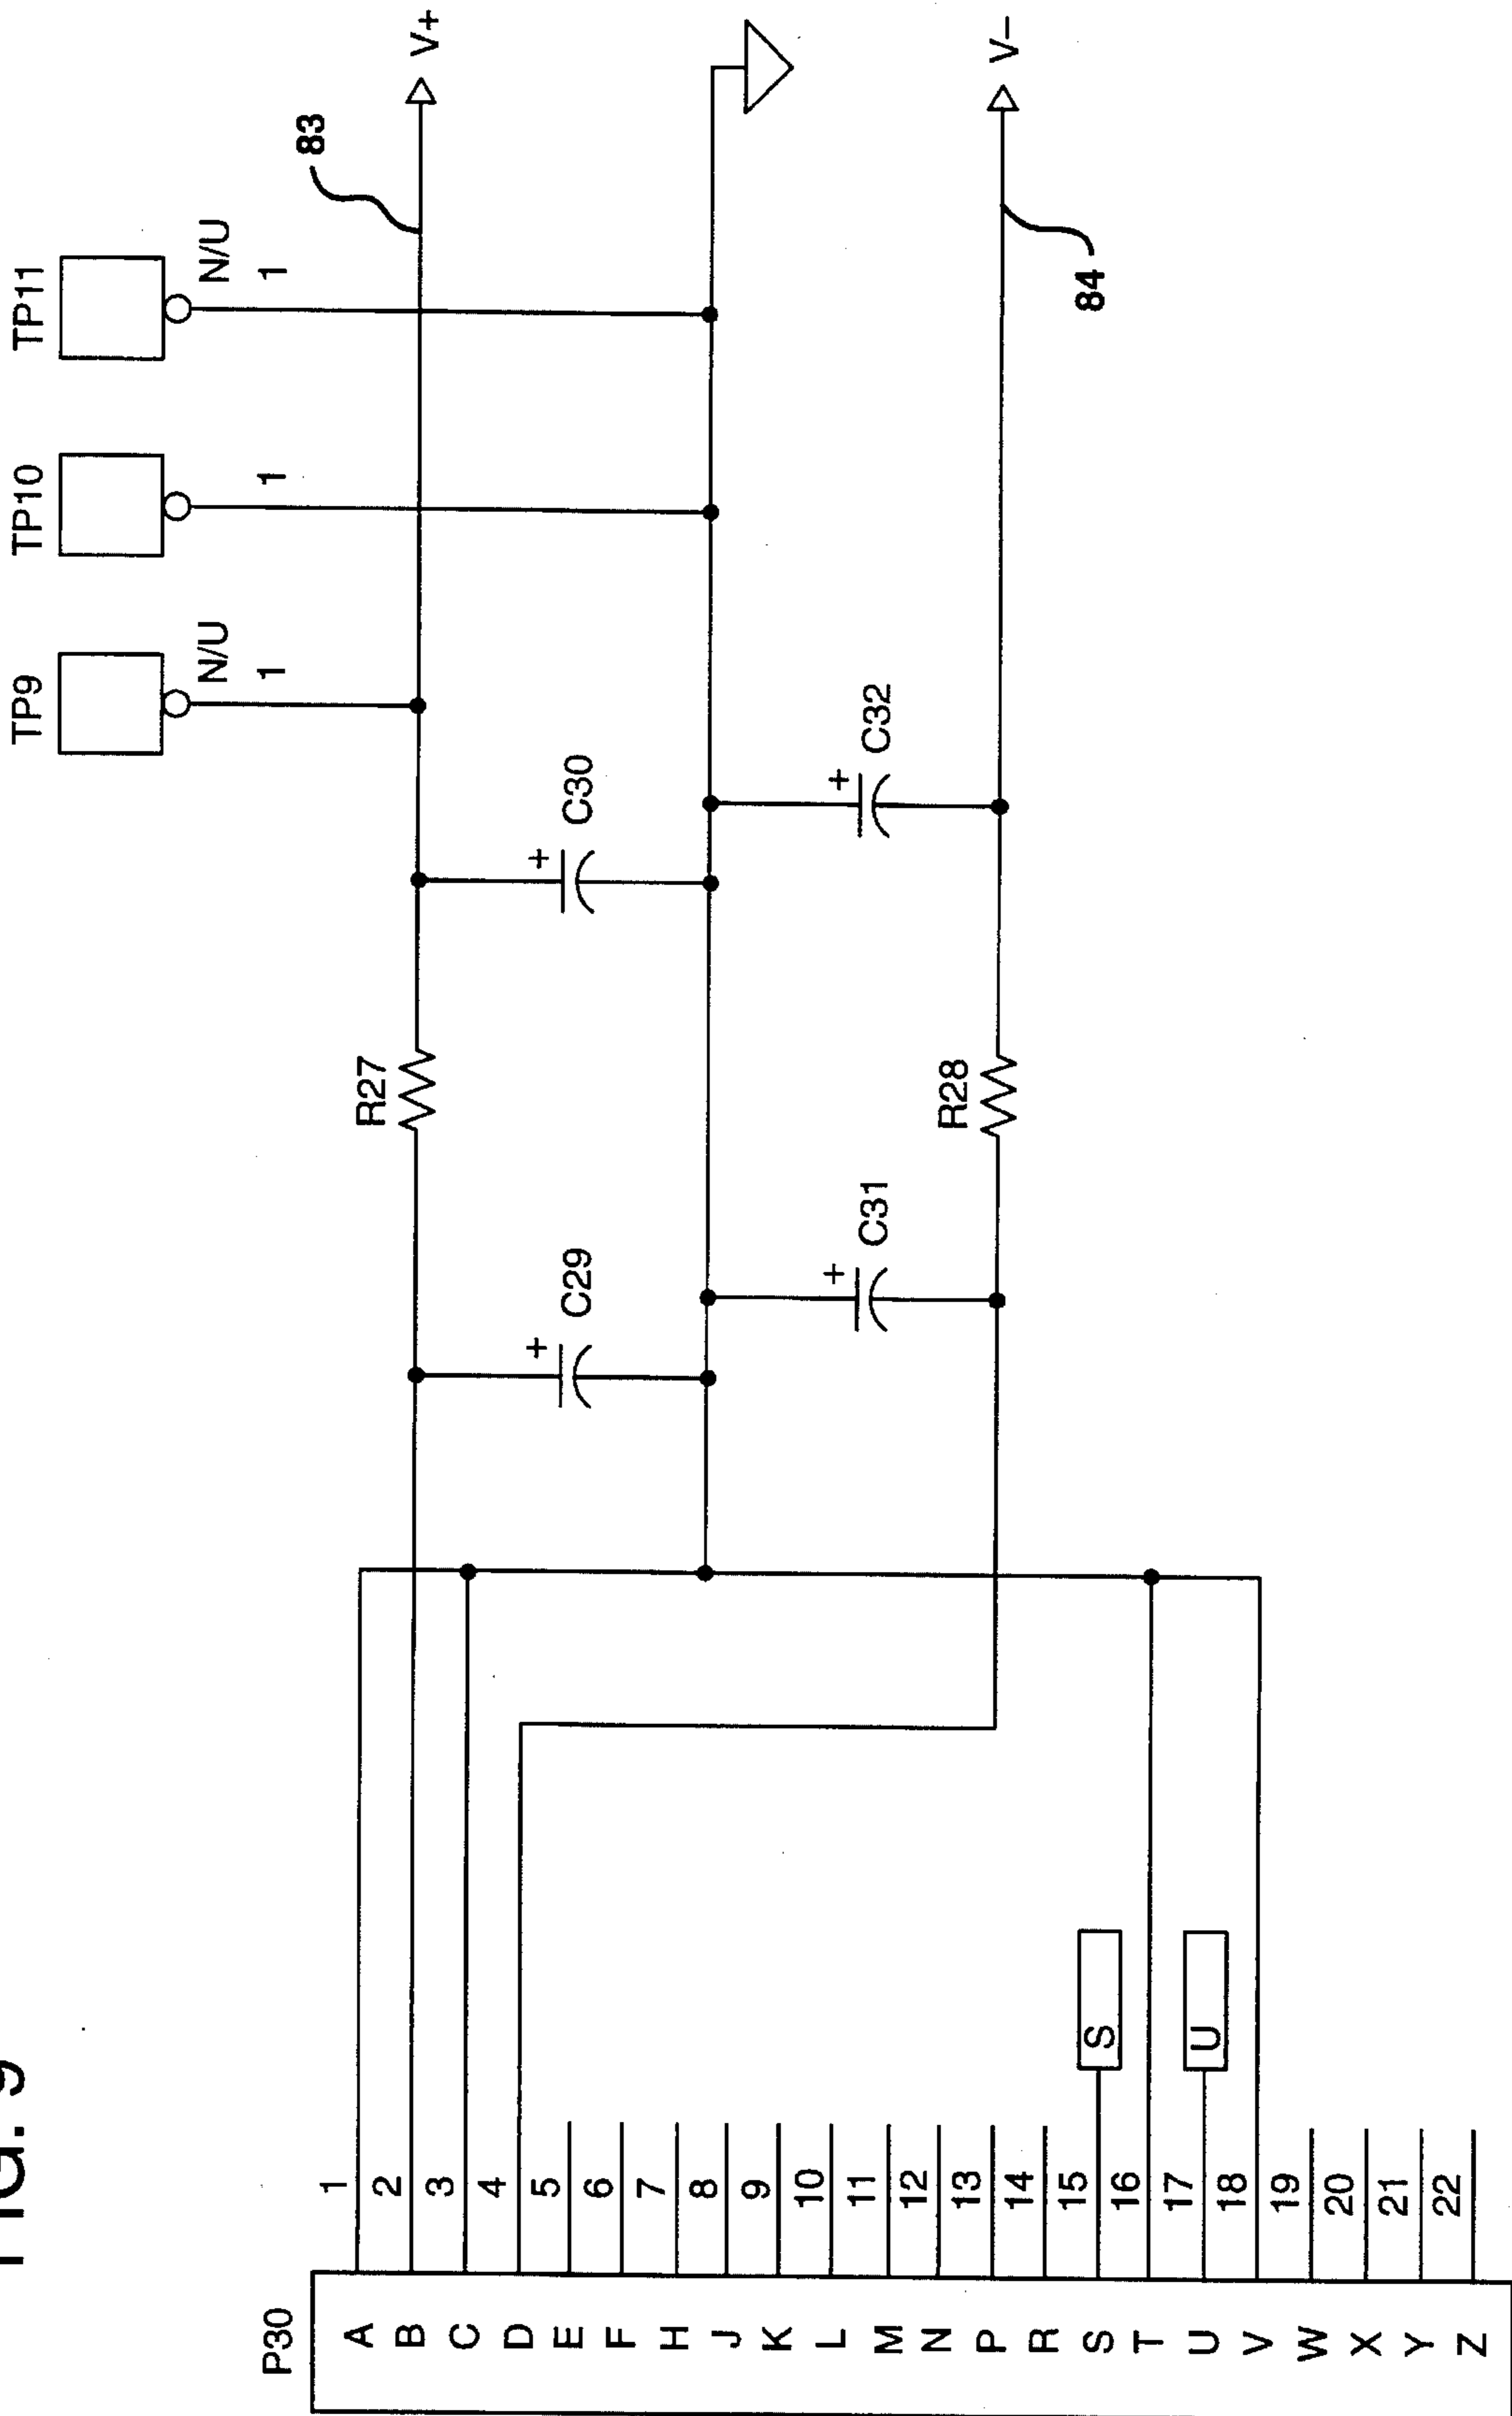 FIG. 9
TP9
TP10
TP11
N/U
N/U
1
1
1
83
V+
R27
C29
+
C30
+
C31
+
C32
+
R28
V−
84
P30
A 1
B 2
C 3
D 4
E 5
F 6
H 7
J 8
K 9
L 10
M 11
N 12
P 13
R 14
S 15 S
T 16
U 17 U
V 18
W 19
X 20
Y 21
Z 22